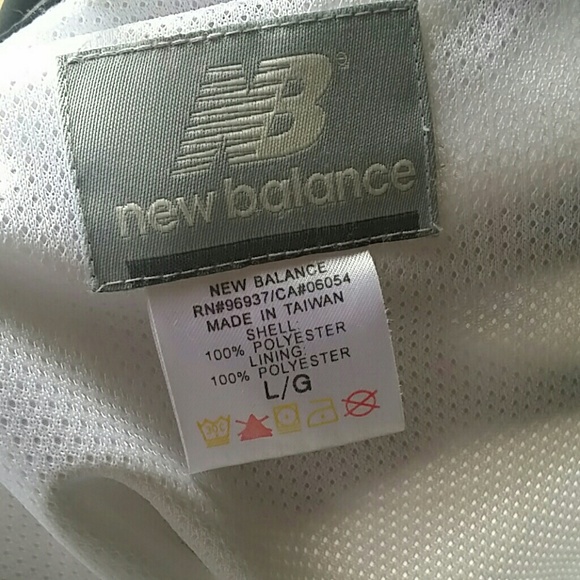 NB
new balance
NEW BALANCE
RN#96937/CA#06054
MADE IN TAIWAN
SHELL:
100% POLYESTER
LINING:
100% POLYESTER
L/G